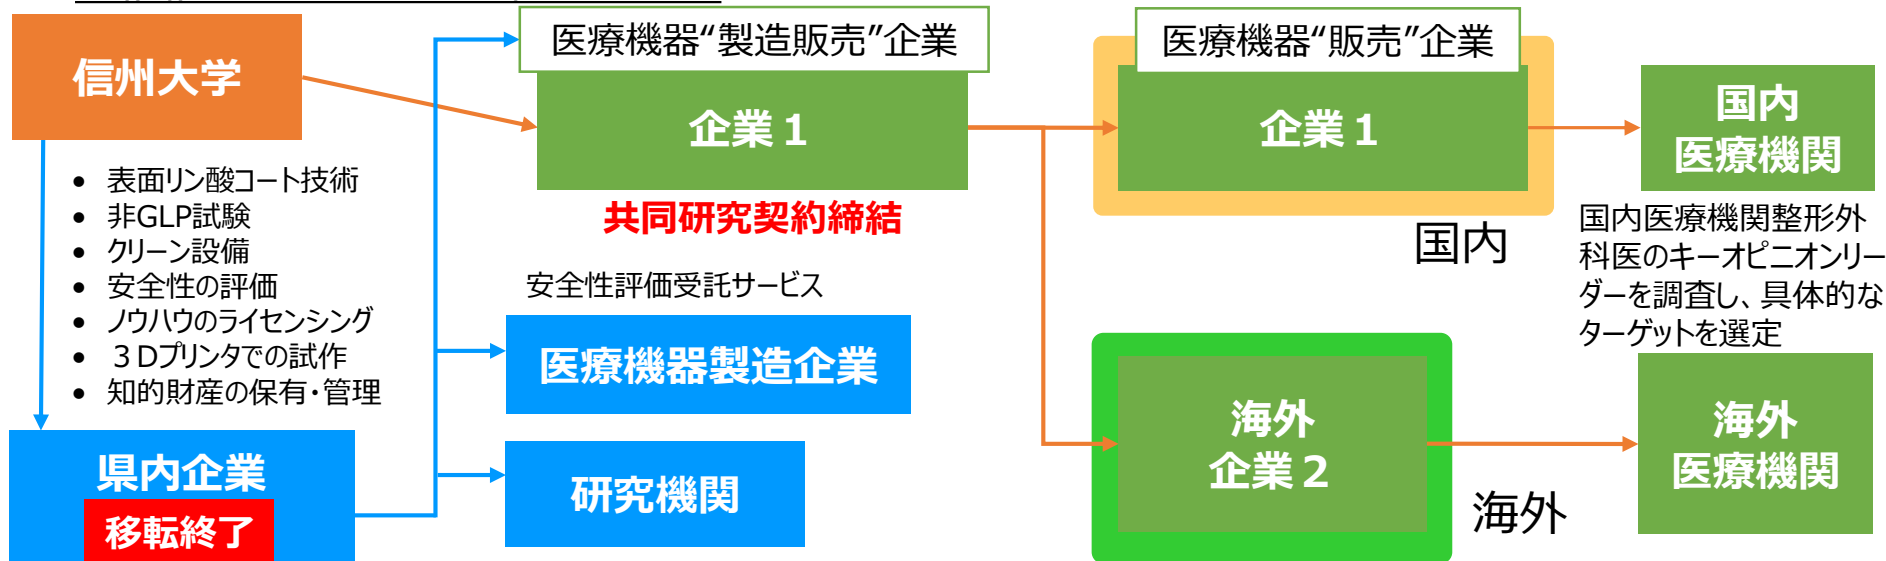 信州大学
• 表面リン酸コート技術
• 非GLP試験
• クリーン設備
• 安全性の評価
• ノウハウのライセンシング
• ３Dプリンタでの試作
• 知的財産の保有・管理
県内企業
移転終了
医療機器“製造販売”企業
企業１
共同研究契約締結
安全性評価受託サービス
医療機器製造企業
研究機関
医療機器“販売”企業
企業１
国内
海外
企業２
海外
国内
医療機関
国内医療機関整形外
科医のキーオピニオンリー
ダーを調査し、具体的な
ターゲットを選定
海外
医療機関